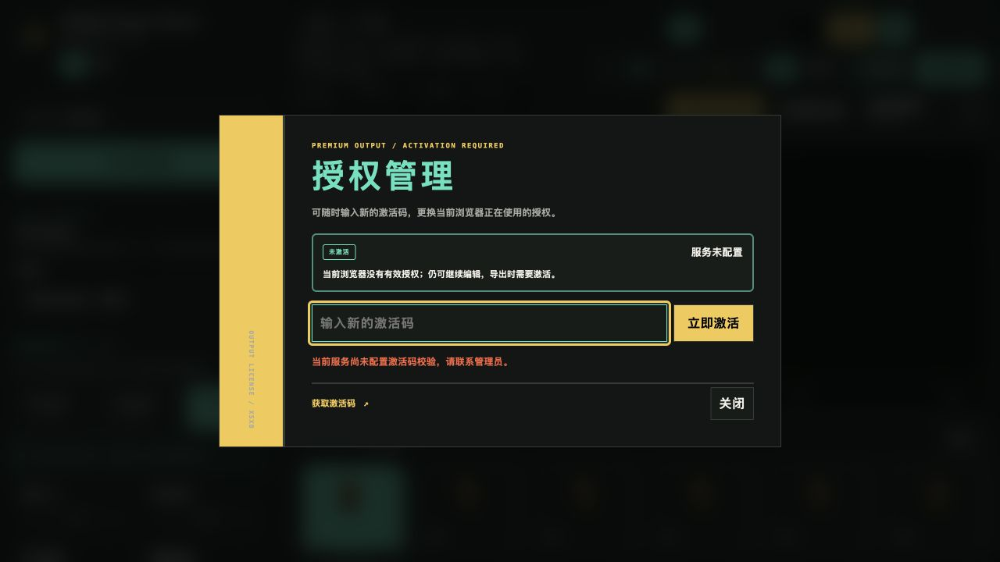 PREMIUM OUTPUT / ACTIVATION REQUIRED
授权管理
可随时输入新的激活码，更换当前浏览器正在使用的授权。
未激活
服务未配置
当前浏览器没有有效授权；仍可继续编辑，导出时需要激活。
输入新的激活码
立即激活
当前服务尚未配置激活码校验，请联系管理员。
获取激活码 ↗
关闭
OUTPUT LICENSE / XSXB